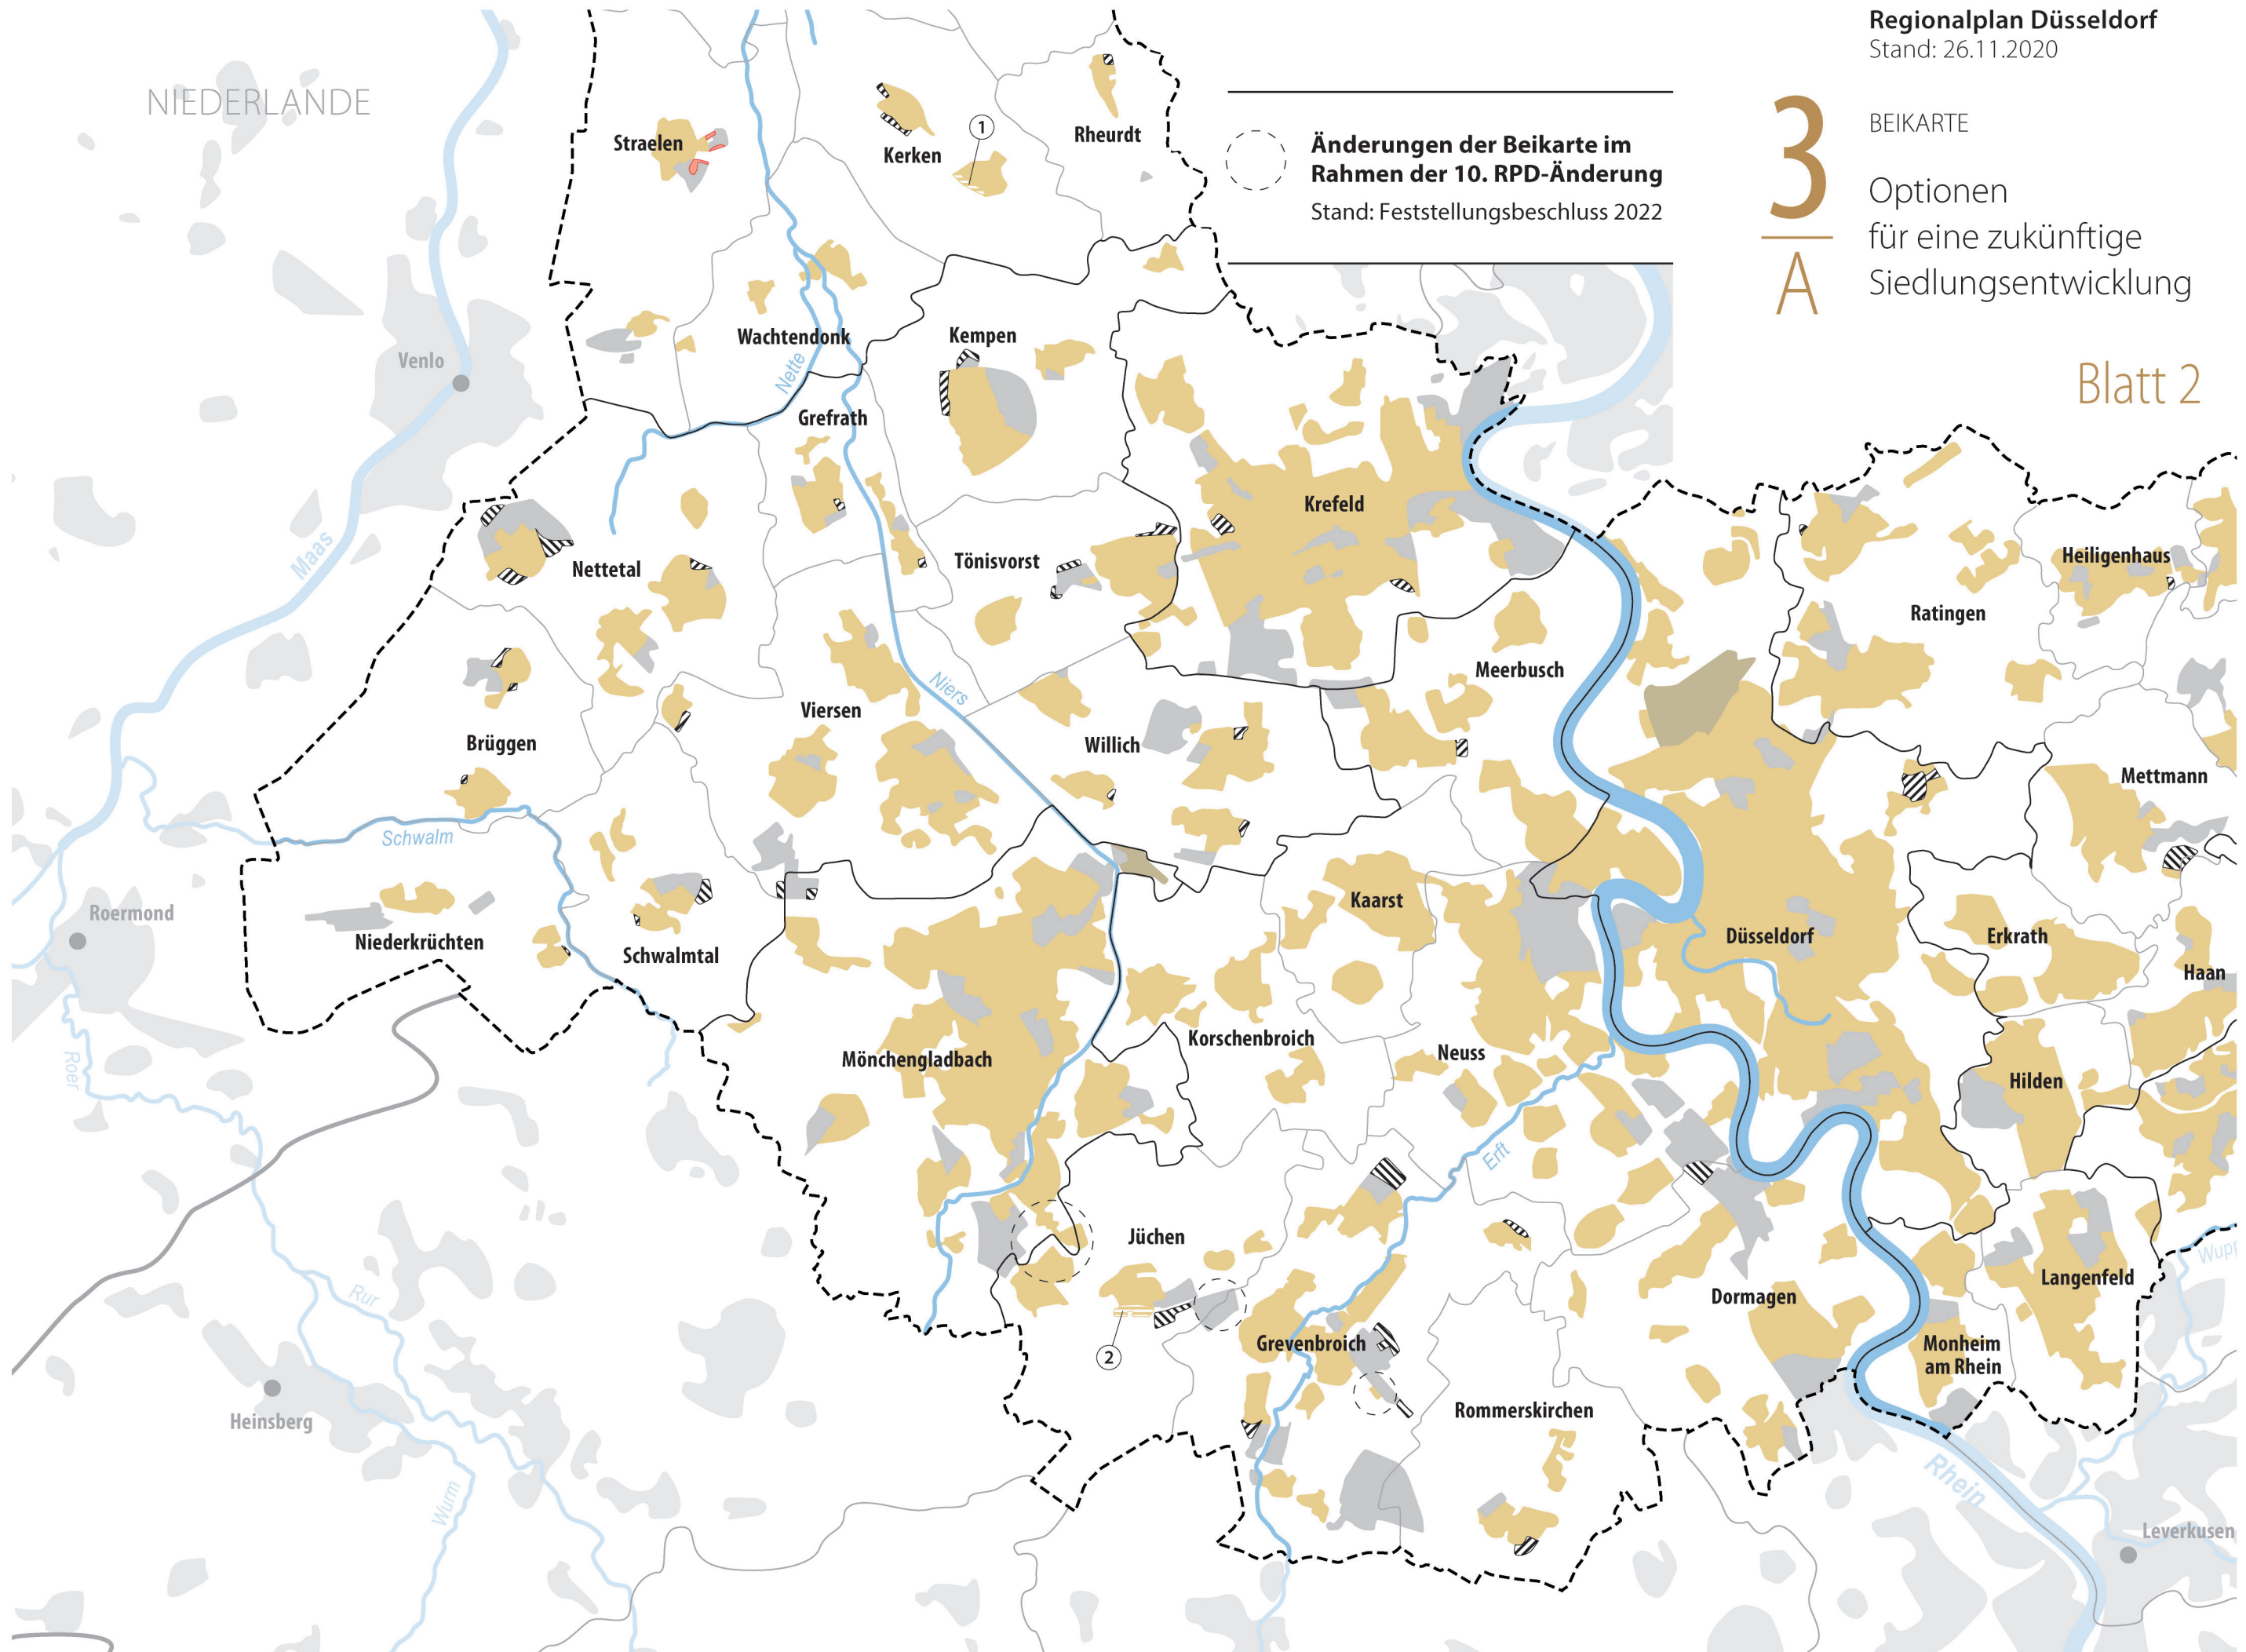 Regionalplan Düsseldorf
Stand: 26.11.2020
3
A
BEIKARTE
Optionen
für eine zukünftige
Siedlungsentwicklung
Blatt 2
Änderungen der Beikarte im
Rahmen der 10. RPD-Änderung
Stand: Feststellungsbeschluss 2022
NIEDERLANDE
Straelen
Kerken
1
Rheurdt
Venlo
Wachtendonk
Nette
Kempen
Grefrath
Krefeld
Maas
Nettetal
Tönisvorst
Heiligenhaus
Ratingen
Meerbusch
Niers
Viersen
Willich
Brüggen
Mettmann
Schwalm
Kaarst
Roermond
Niederkrüchten
Schwalmtal
Düsseldorf
Erkrath
Haan
Korschenbroich
Neuss
Mönchengladbach
Hilden
Roer
Erft
Jüchen
Wupp
Langenfeld
Rur
Dormagen
Grevenbroich
2
Monheim
am Rhein
Heinsberg
Rommerskirchen
Wurm
Rhein
Leverkusen